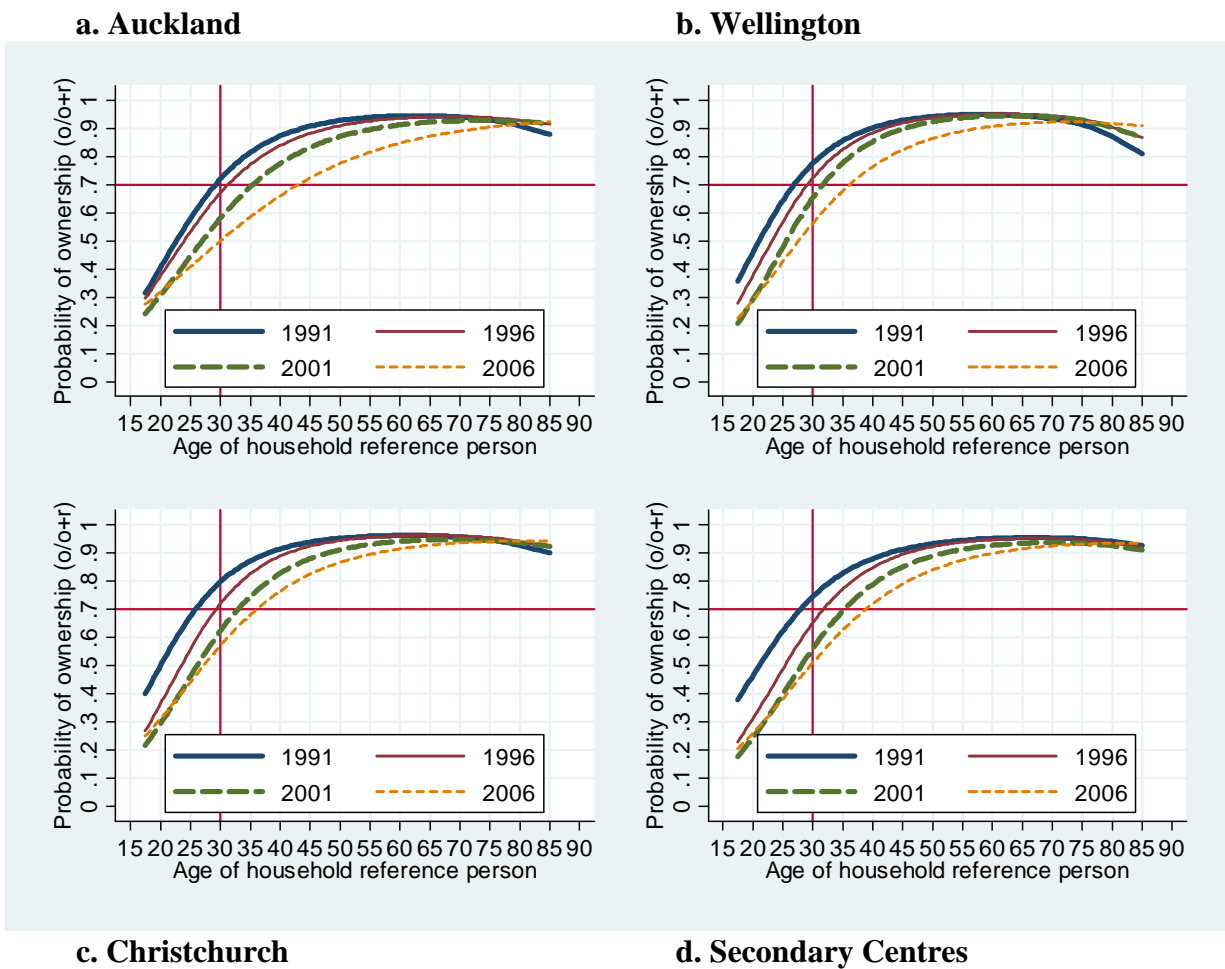 a. Auckland
b. Wellington
Probability of ownership (o/o+r)
0 .1 .2 .3 .4 .5 .6 .7 .8 .9 1
1991 1996
2001 2006
15 20 25 30 35 40 45 50 55 60 65 70 75 80 85 90
Age of household reference person
Probability of ownership (o/o+r)
0 .1 .2 .3 .4 .5 .6 .7 .8 .9 1
1991 1996
2001 2006
15 20 25 30 35 40 45 50 55 60 65 70 75 80 85 90
Age of household reference person
Probability of ownership (o/o+r)
0 .1 .2 .3 .4 .5 .6 .7 .8 .9 1
1991 1996
2001 2006
15 20 25 30 35 40 45 50 55 60 65 70 75 80 85 90
Age of household reference person
Probability of ownership (o/o+r)
0 .1 .2 .3 .4 .5 .6 .7 .8 .9 1
1991 1996
2001 2006
15 20 25 30 35 40 45 50 55 60 65 70 75 80 85 90
Age of household reference person
c. Christchurch
d. Secondary Centres